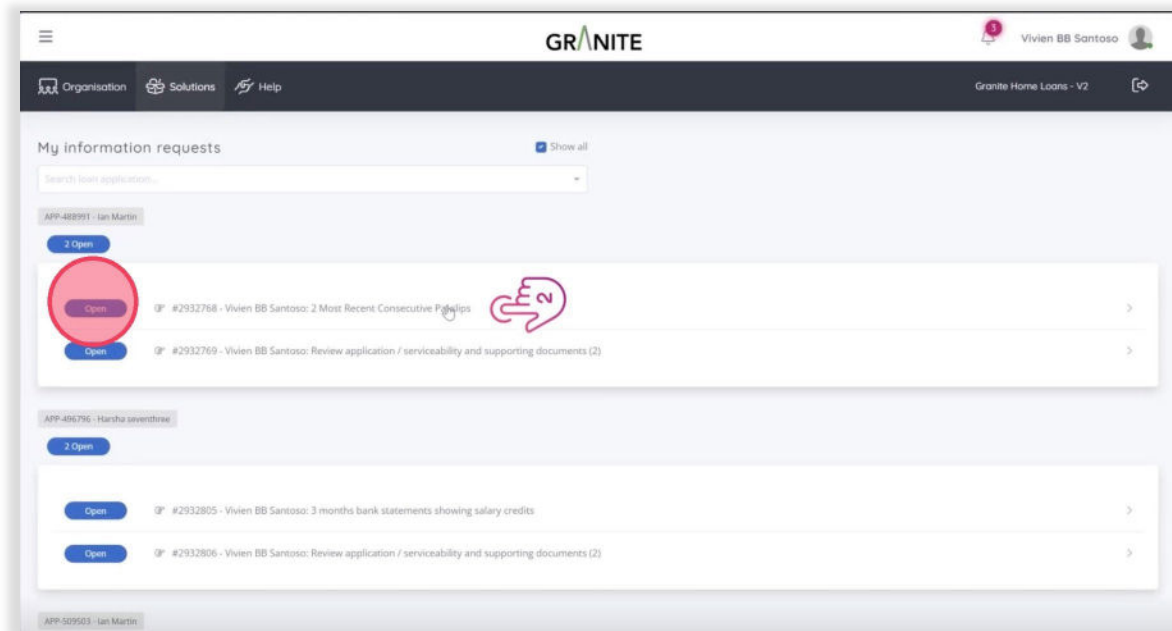 GRANITE
3
Vivien BB Santoso
Organisation Solutions Help Granite Home Loans - V2
My information requests Show all
Search loan application...
APP-488991 - Ian Martin
2 Open
Open #2932768 - Vivien BB Santoso: 2 Most Recent Consecutive Payslips
2
Open #2932769 - Vivien BB Santoso: Review application / serviceability and supporting documents (2)
APP-496796 - Harsha seventhree
2 Open
Open #2932805 - Vivien BB Santoso: 3 months bank statements showing salary credits
Open #2932806 - Vivien BB Santoso: Review application / serviceability and supporting documents (2)
APP-509503 - Ian Martin